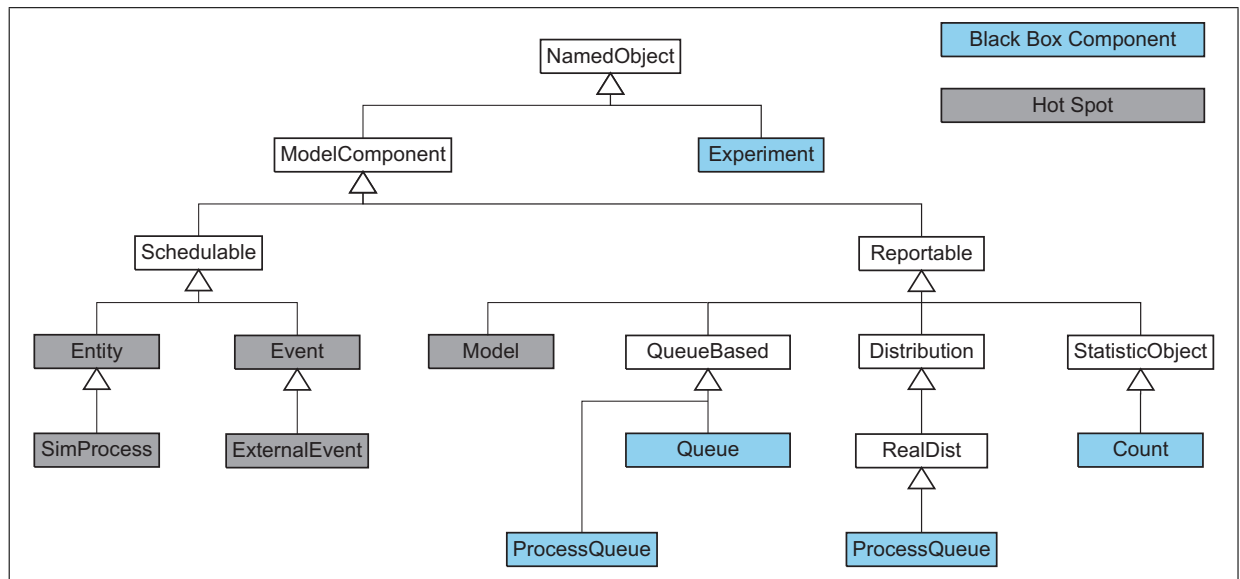 Black Box Component
NamedObject
Hot Spot
ModelComponent
Experiment
Schedulable
Reportable
Entity
Event
Model
QueueBased
Distribution
StatisticObject
SimProcess
ExternalEvent
Queue
RealDist
Count
ProcessQueue
ProcessQueue